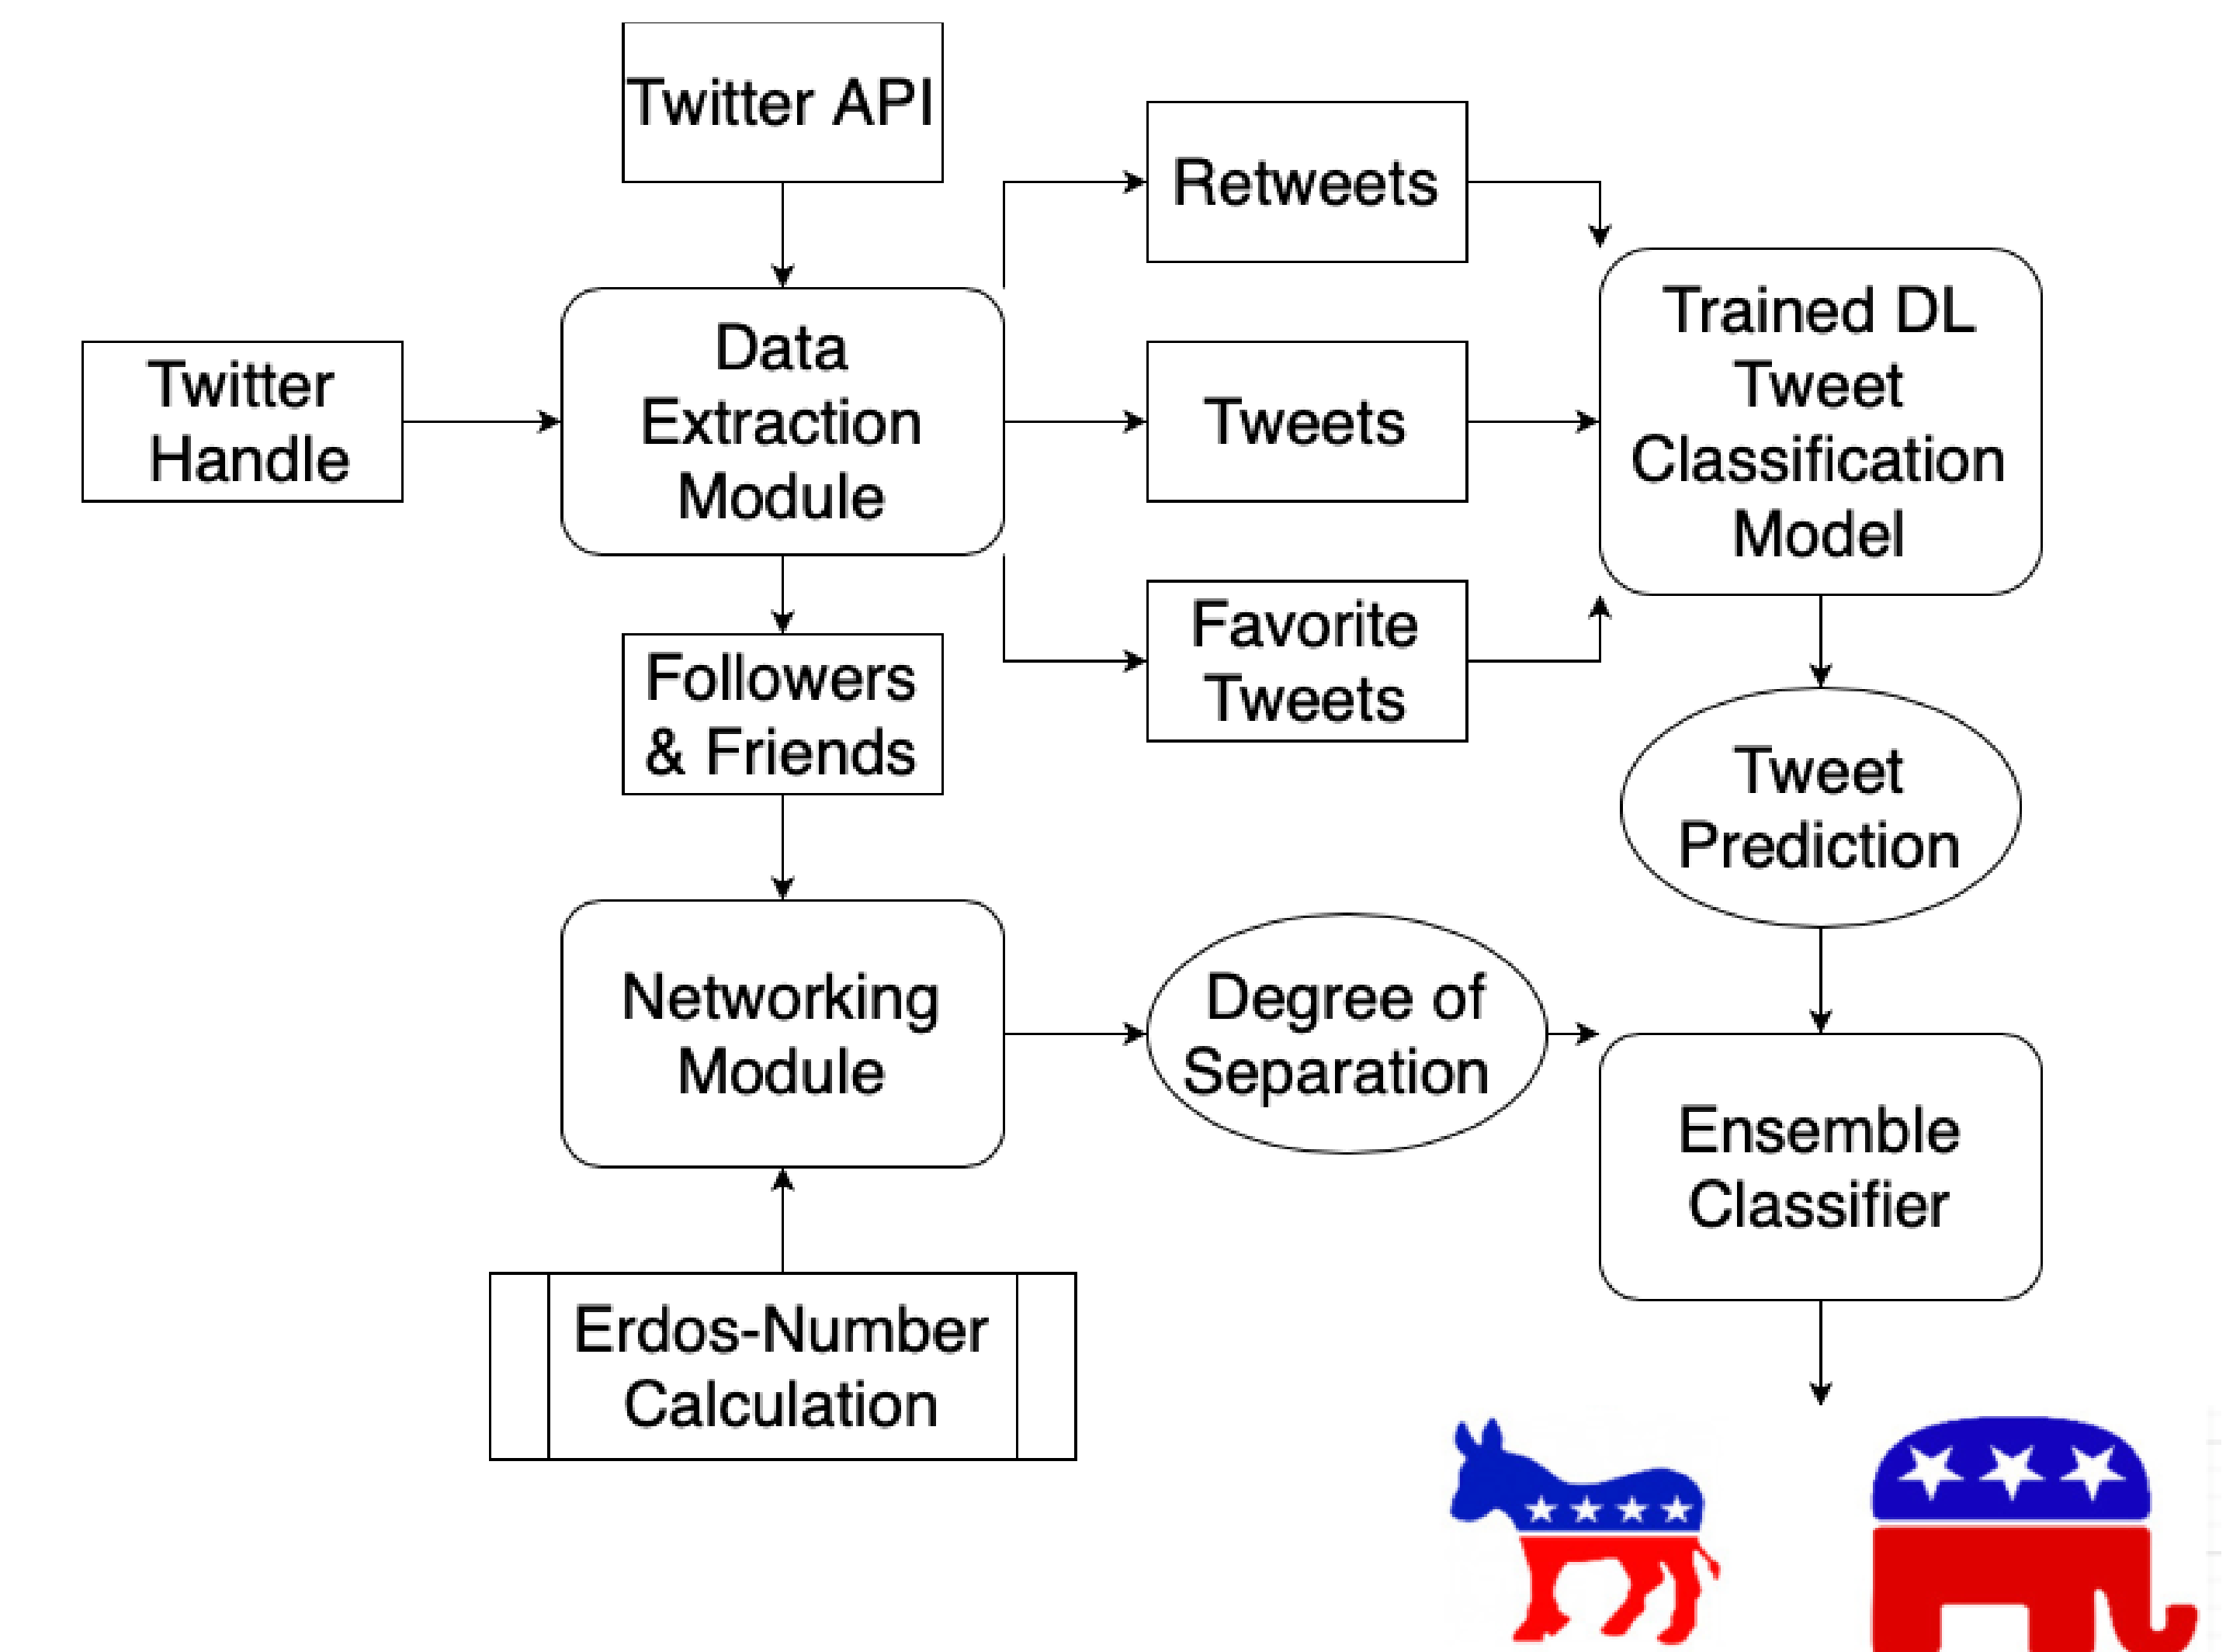 Twitter API
Retweets
Twitter
Handle
Data
Extraction
Module
Tweets
Trained DL
Tweet
Classification
Model
Favorite
Tweets
Followers
& Friends
Tweet
Prediction
Networking
Module
Degree of
Separation
Ensemble
Classifier
Erdos-Number
Calculation